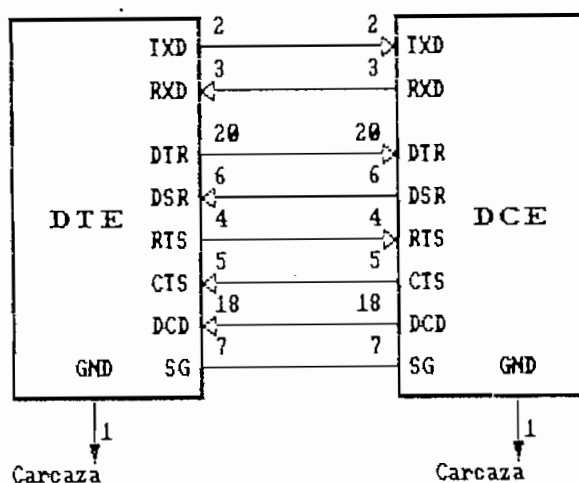 2 2
TXD TXD
3 3
RXD RXD
20 20
DTR DTR
6 6
DSR DSR
DTE DCE
4 4
RTS RTS
5 5
CTS CTS
18 18
DCD DCD
7 7
GND SG SG GND
1 1
Carcaza Carcaza